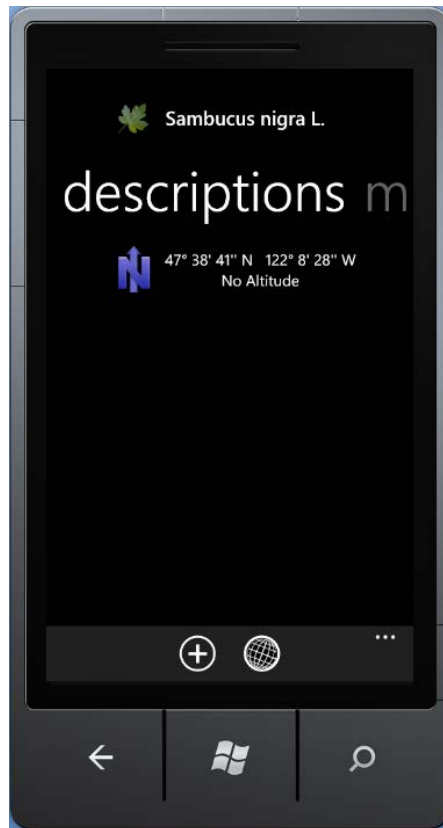 Sambucus nigra L.
descriptions m
47° 38' 41'' N 122° 8' 28'' W
No Altitude